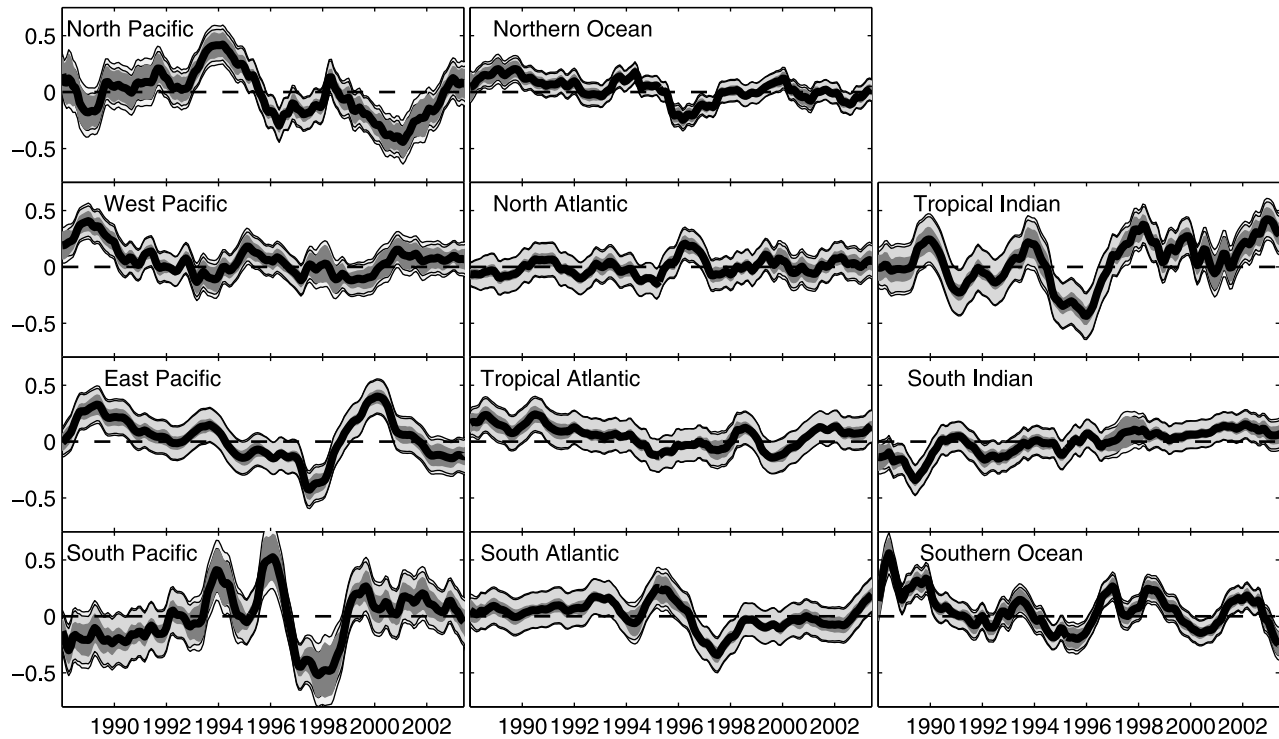 North Pacific
Northern Ocean
0.5
0
−0.5
West Pacific
North Atlantic
Tropical Indian
0.5
0
−0.5
East Pacific
Tropical Atlantic
South Indian
0.5
0
−0.5
South Pacific
South Atlantic
Southern Ocean
0.5
0
−0.5
1990 1992 1994 1996 1998 2000 2002
1990 1992 1994 1996 1998 2000 2002
1990 1992 1994 1996 1998 2000 2002